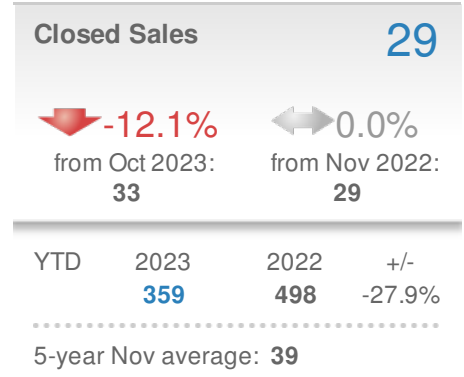 Closed Sales 29
-12.1% 0.0%
from Oct 2023: from Nov 2022:
33 29
YTD 2023 2022 +/-
359 498 -27.9%
5-year Nov average: 39